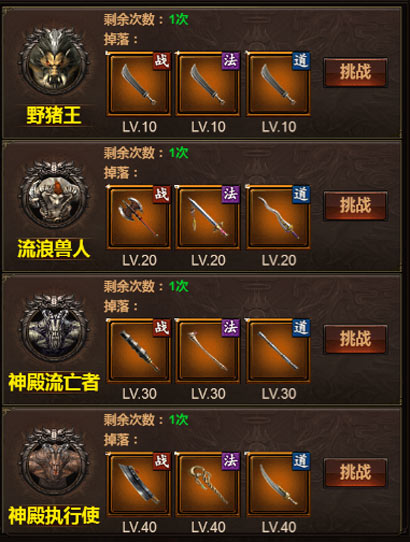 剩余次数：1次
掉落：
战 法 道
野猪王
LV.10 LV.10 LV.10
挑战
剩余次数：1次
掉落：
战 法 道
流浪兽人
LV.20 LV.20 LV.20
挑战
剩余次数：1次
掉落：
战 法 道
神殿流亡者
LV.30 LV.30 LV.30
挑战
剩余次数：1次
掉落：
战 法 道
神殿执行使
LV.40 LV.40 LV.40
挑战